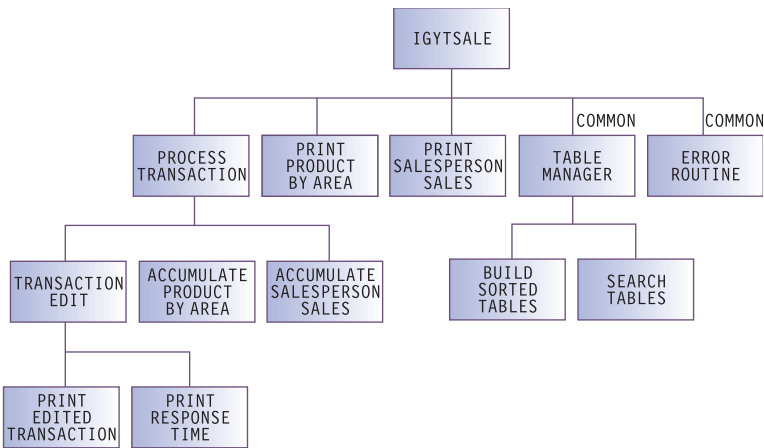 IGYTSALE
COMMON
COMMON
PROCESS
TRANSACTION
PRINT
PRODUCT
BY AREA
PRINT
SALESPERSON
SALES
TABLE
MANAGER
ERROR
ROUTINE
TRANSACTION
EDIT
ACCUMULATE
PRODUCT
BY AREA
ACCUMULATE
SALESPERSON
SALES
BUILD
SORTED
TABLES
SEARCH
TABLES
PRINT
EDITED
TRANSACTION
PRINT
RESPONSE
TIME